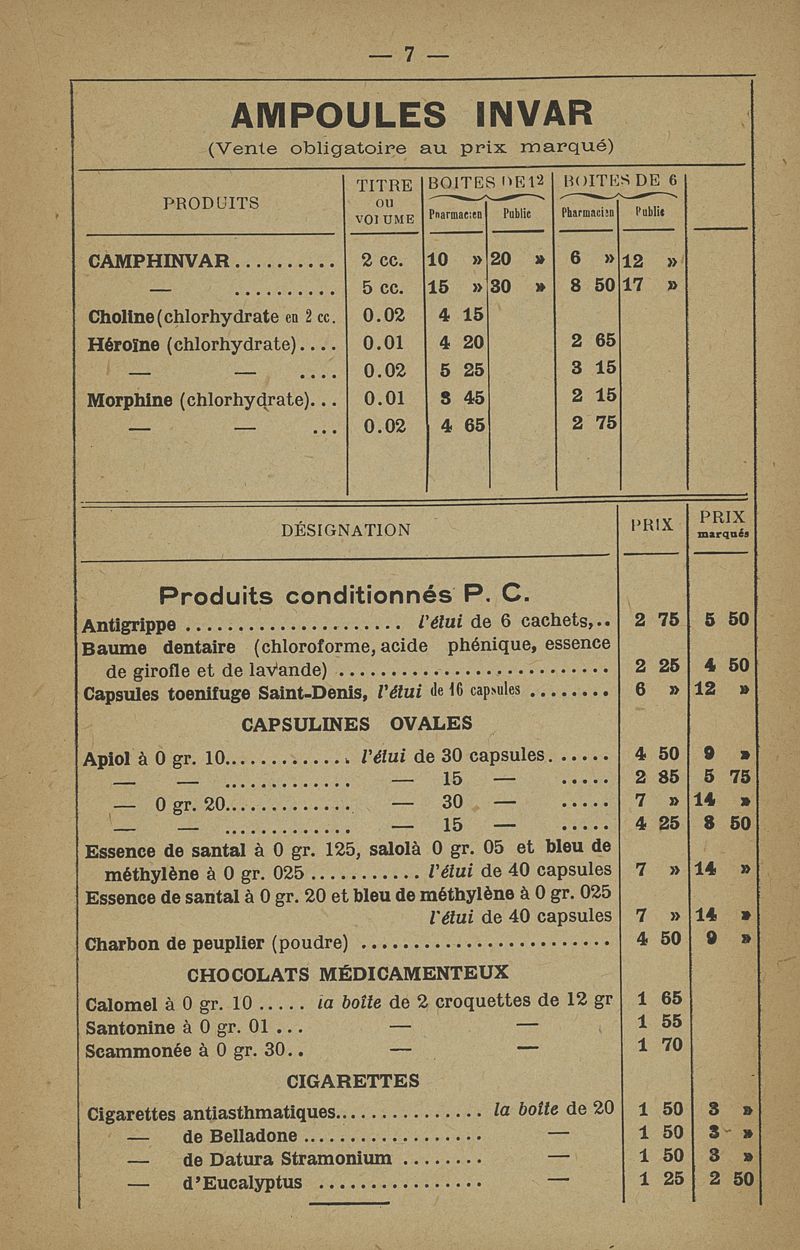 — 7 —
AMPOULES INVAR
(Vente obligatoire au prix marqué)
PRODUITS TITRE ou VOLUME BOITES DE 12 BOITES DE 6
Pharmacien Public Pharmacien Public
CAMPHINVAR .......... 2 cc. 10 » 20 » 6 » 12 »
— .......... 5 cc. 15 » 30 » 8 50 17 »
Choline (chlorhydrate en 2 cc. 0.02 4 15
Héroïne (chlorhydrate).... 0.01 4 20 2 65
— — .... 0.02 5 25 3 15
Morphine (chlorhydrate)... 0.01 3 45 2 15
— — ... 0.02 4 65 2 75
DÉSIGNATION PRIX PRIX marqués
Produits conditionnés P. C.
Antigrippe ..................... l'étui de 6 cachets,.. 2 75 5 50
Baume dentaire (chloroforme, acide phénique, essence
de girofle et de lavande) .......................... 2 25 4 50
Capsules toenifuge Saint-Denis, l'étui de 16 capsules ........ 6 » 12 »
CAPSULINES OVALES
Apiol à 0 gr. 10............. l'étui de 30 capsules...... 4 50 9 »
— — ............. — 15 — ..... 2 85 5 75
— 0 gr. 20............. — 30 — ..... 7 » 14 »
— — ............. — 15 — ..... 4 25 8 50
Essence de santal à 0 gr. 125, salolà 0 gr. 05 et bleu de
méthylène à 0 gr. 025 ........... l'étui de 40 capsules 7 » 14 »
Essence de santal à 0 gr. 20 et bleu de méthylène à 0 gr. 025
l'étui de 40 capsules 7 » 14 »
Charbon de peuplier (poudre) ........................ 4 50 9 »
CHOCOLATS MÉDICAMENTEUX
Calomel à 0 gr. 10 ..... la boîte de 2 croquettes de 12 gr 1 65
Santonine à 0 gr. 01 ... — — 1 55
Scammonée à 0 gr. 30.. — — 1 70
CIGARETTES
Cigarettes antiasthmatiques............... la boîte de 20 1 50 3 »
— de Belladone .................. — 1 50 3 »
— de Datura Stramonium ........ — 1 50 3 »
— d'Eucalyptus ................ — 1 25 2 50